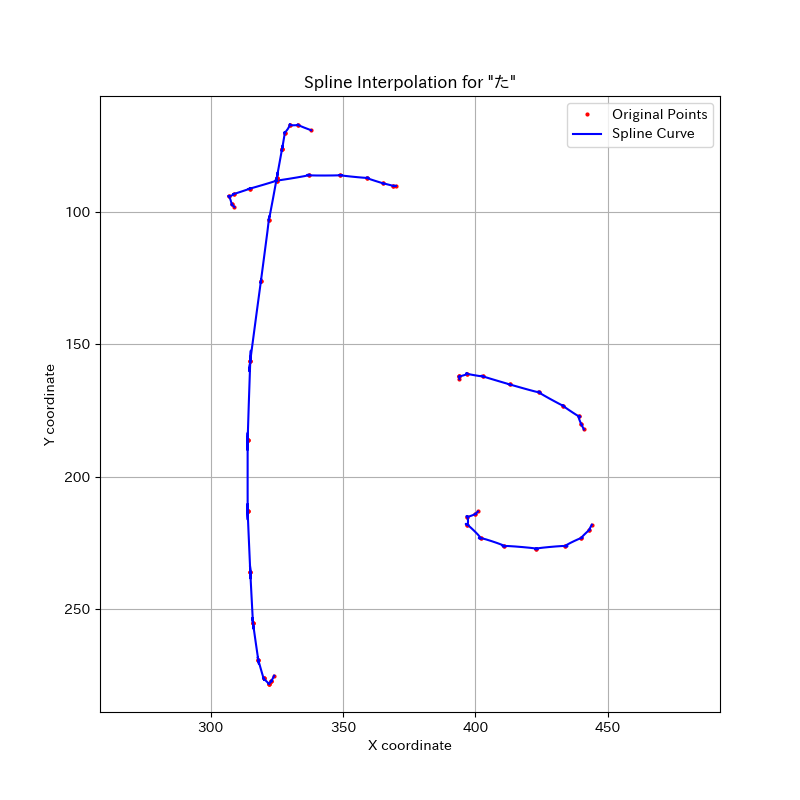 Spline Interpolation for "た"
Original Points
Spline Curve
100
150
200
250
Y coordinate
300
350
400
450
X coordinate